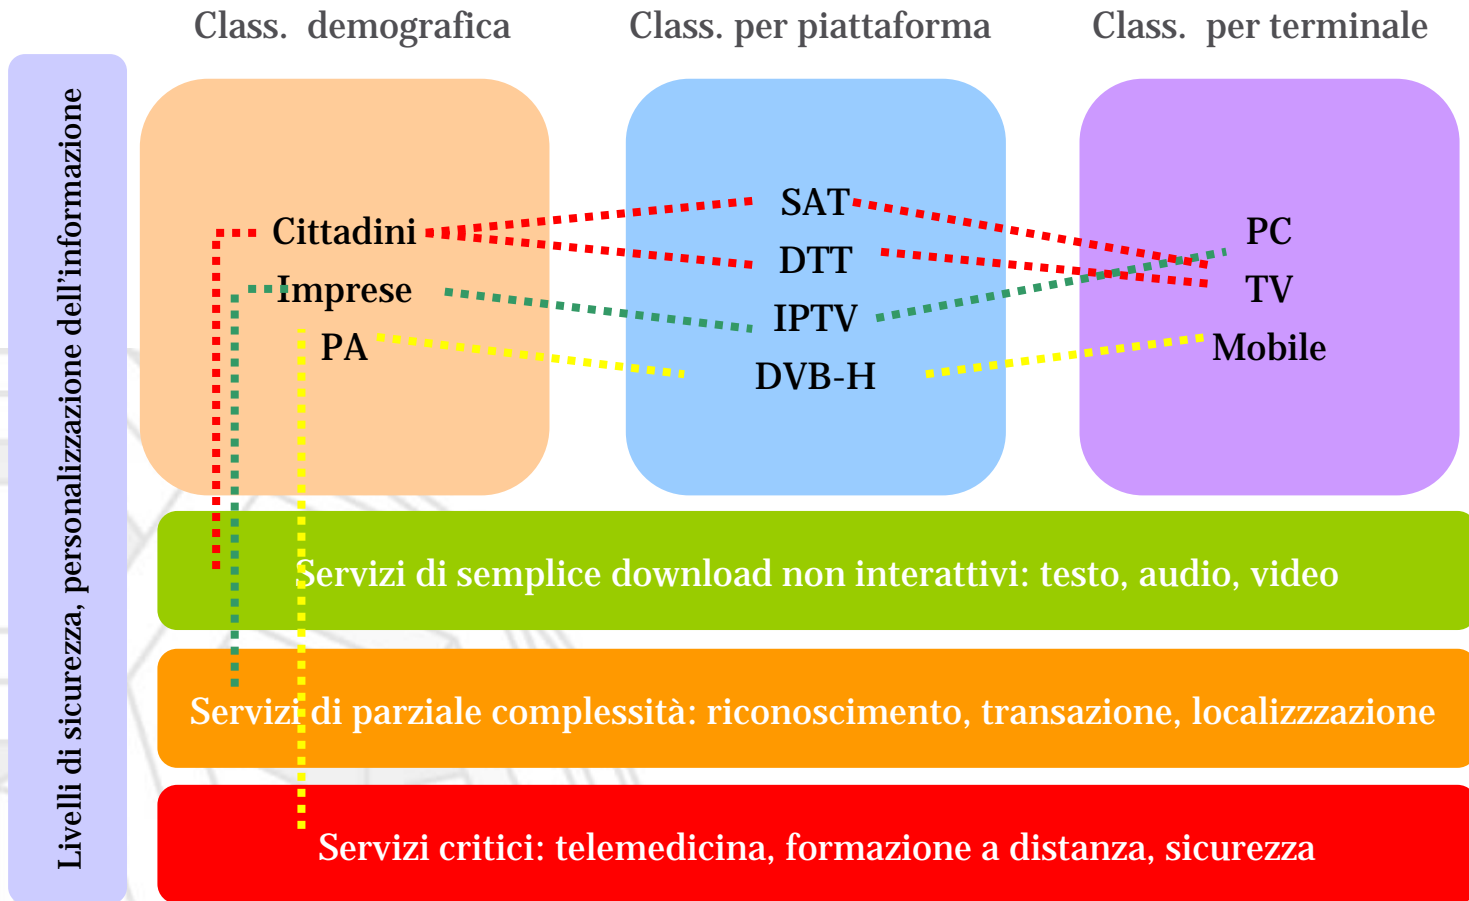 Class. demografica
Class. per piattaforma
Class. per terminale
Livelli di sicurezza, personalizzazione dell'informazione
Cittadini
Imprese
PA
SAT
DTT
IPTV
DVB-H
PC
TV
Mobile
Servizi di semplice download non interattivi: testo, audio, video
Servizi di parziale complessità: riconoscimento, transazione, localizzzazione
Servizi critici: telemedicina, formazione a distanza, sicurezza